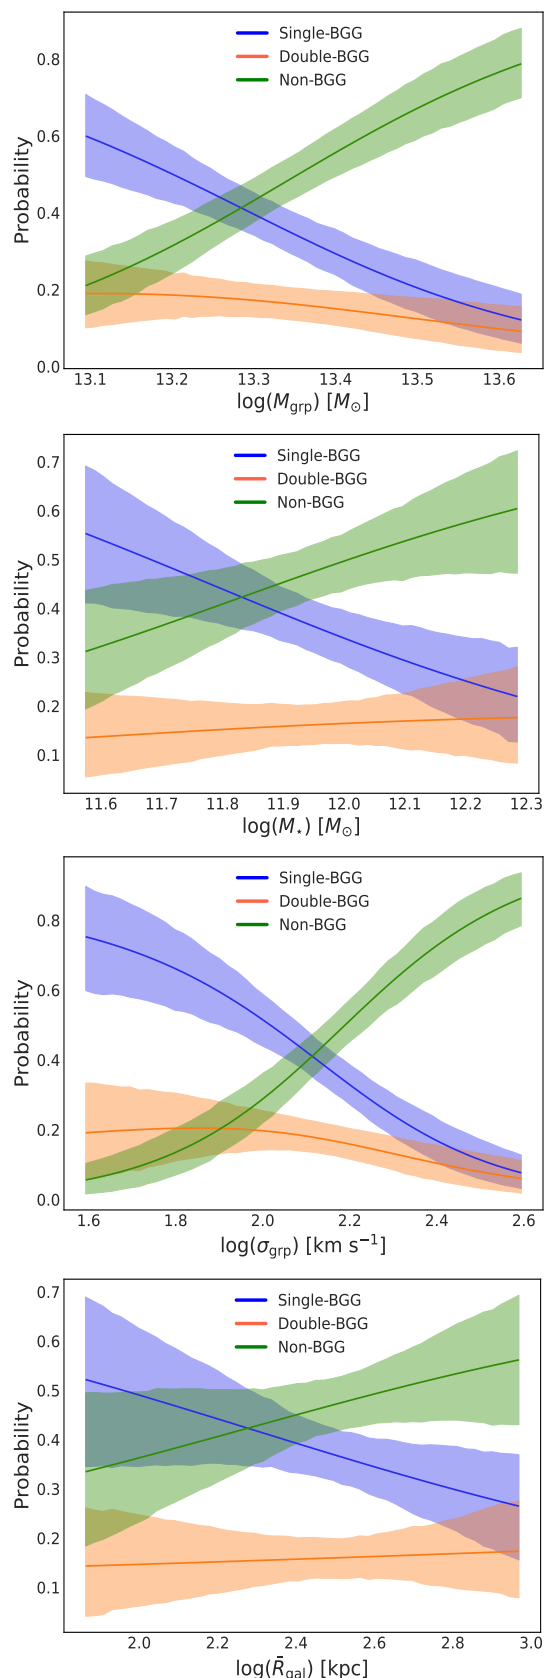 Single-BGG
Double-BGG
Non-BGG
Probability
0.8
0.6
0.4
0.2
0.0
13.1 13.2 13.3 13.4 13.5 13.6
log(M_grp) [M_⊙]
Single-BGG
Double-BGG
Non-BGG
Probability
0.7
0.6
0.5
0.4
0.3
0.2
0.1
11.6 11.7 11.8 11.9 12.0 12.1 12.2 12.3
log(M_⋆) [M_⊙]
Single-BGG
Double-BGG
Non-BGG
Probability
0.8
0.6
0.4
0.2
0.0
1.6 1.8 2.0 2.2 2.4 2.6
log(σ_grp) [km s⁻¹]
Single-BGG
Double-BGG
Non-BGG
Probability
0.7
0.6
0.5
0.4
0.3
0.2
0.1
2.0 2.2 2.4 2.6 2.8 3.0
log(R̄_gal) [kpc]